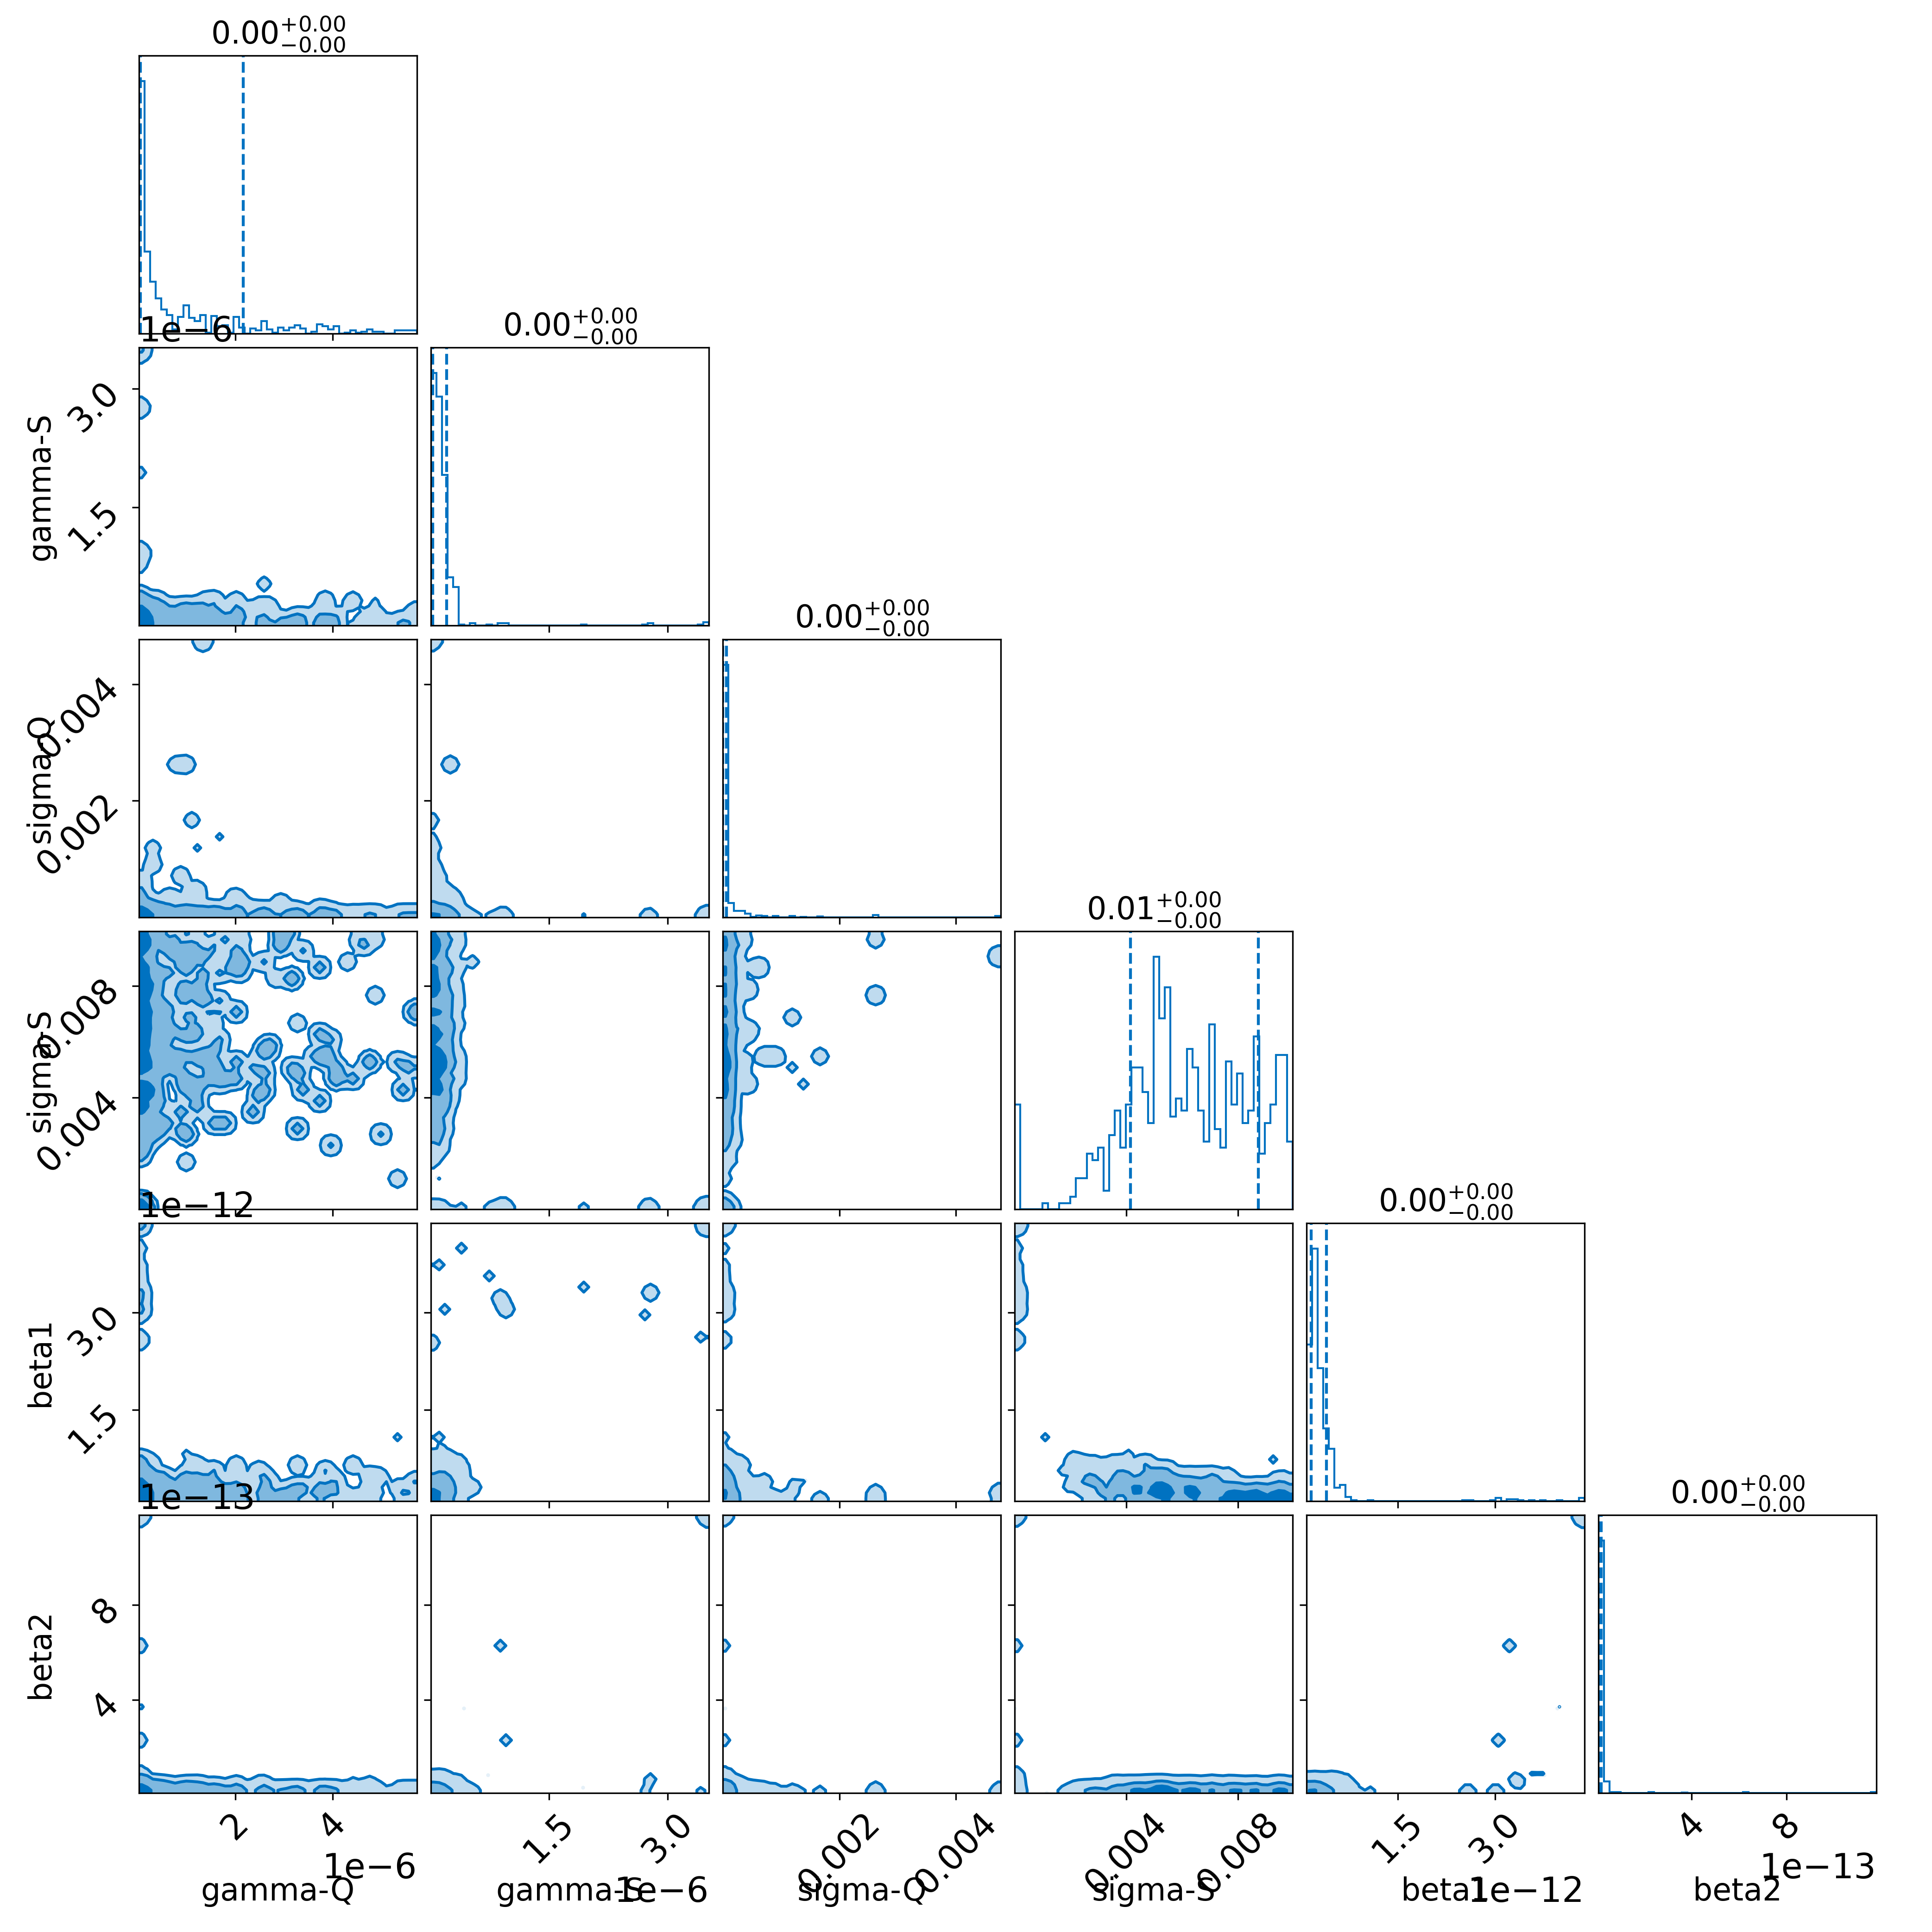 0.00+0.00−0.00
1e−6
0.00+0.00−0.00
3.0
1.5
gamma-S
0.00+0.00−0.00
0.004
0.002
sigma-Q
0.01+0.00−0.00
0.008
0.004
sigma-S
1e−12
0.00+0.00−0.00
3.0
1.5
beta1
1e−13
0.00+0.00−0.00
8
4
beta2
2 4 1.5 3.0 0.002 0.004 0.004 0.008 1.5 3.0 4 8
1e−6 1e−6 1e−12 1e−13
gamma-Q gamma-S sigma-Q sigma-S beta1 beta2